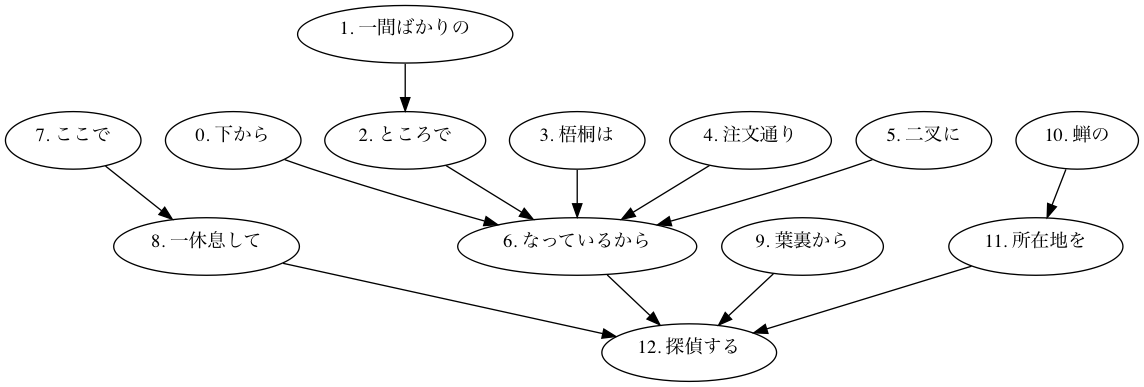 1. 一間ばかりの
7. ここで
0. 下から
2. ところで
3. 梧桐は
4. 注文通り
5. 二叉に
10. 蝉の
8. 一休息して
6. なっているから
9. 葉裏から
11. 所在地を
12. 探偵する